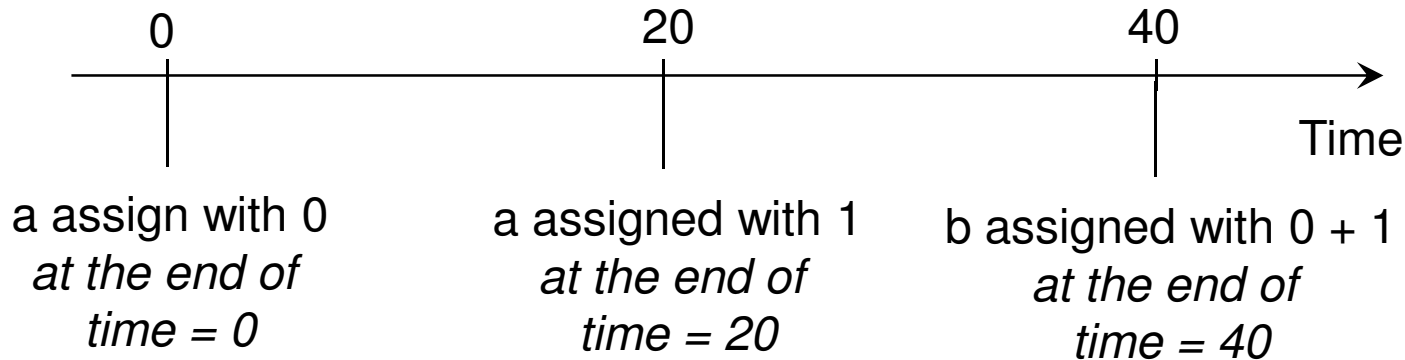 0
20
40
Time
a assign with 0
at the end of
time = 0
a assigned with 1
at the end of
time = 20
b assigned with 0 + 1
at the end of
time = 40